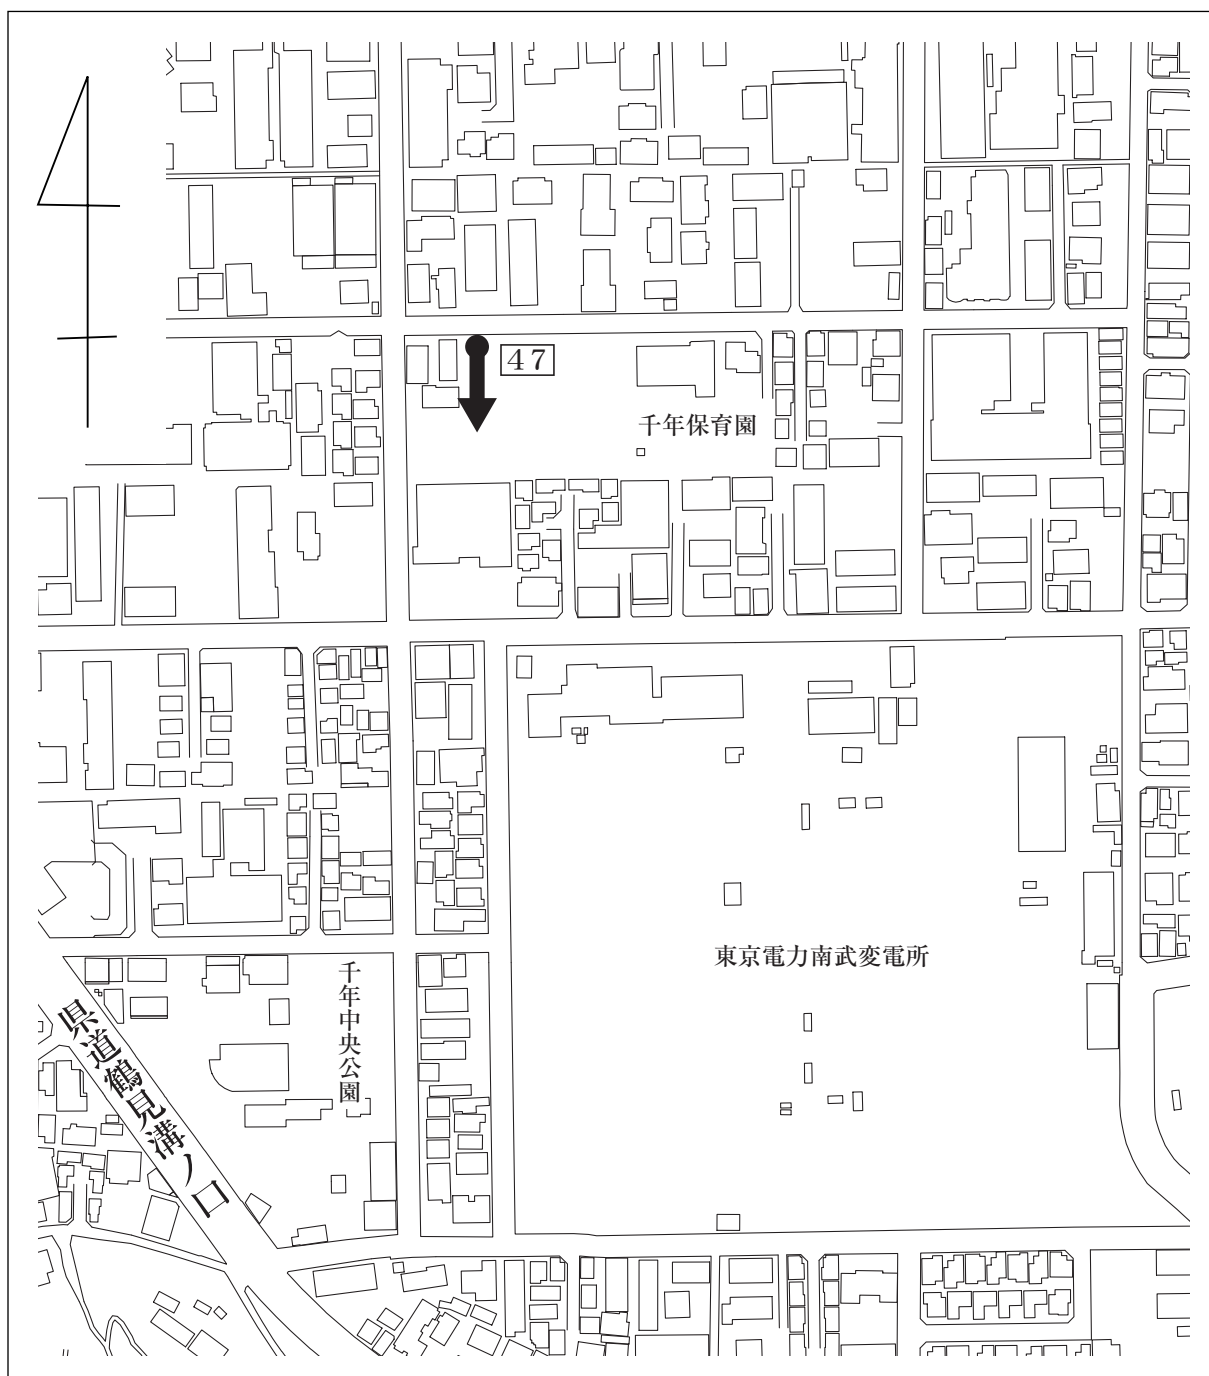 47
千年保育園
東京電力南武変電所
千年中央公園
県道鶴見溝ノ口